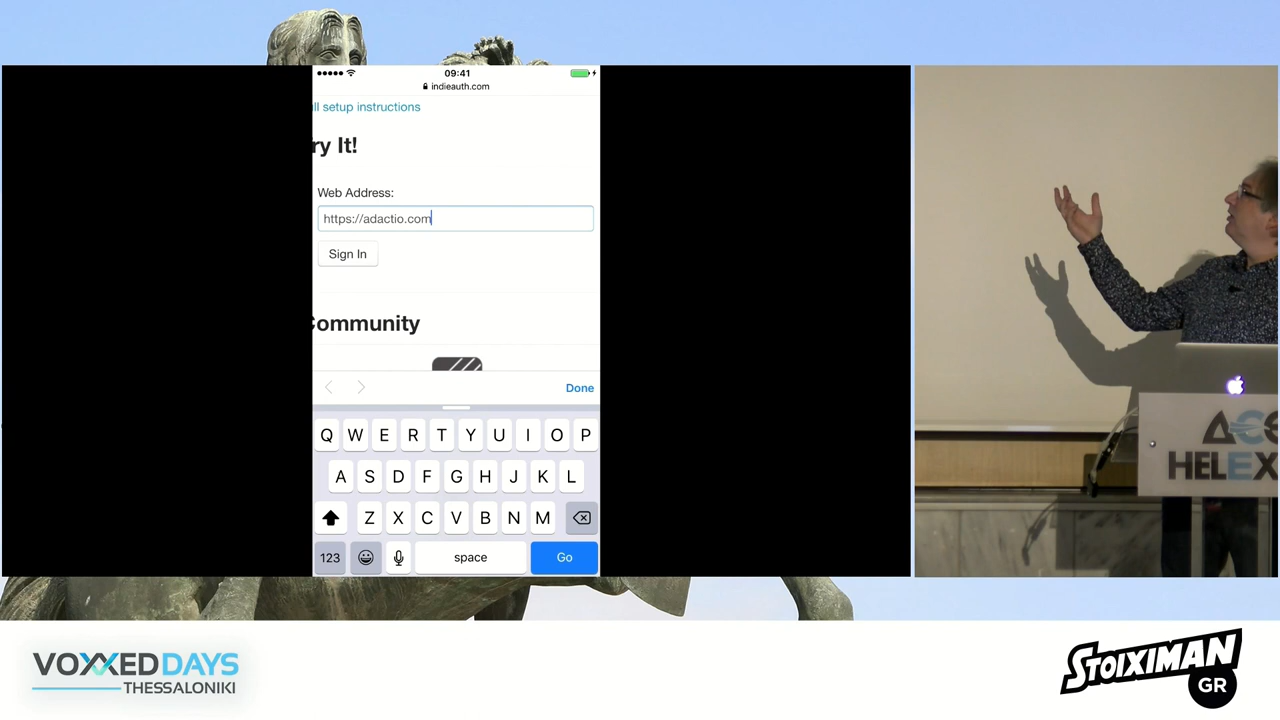 09:41
indieauth.com
ll setup instructions
ry It!
Web Address:
https://adactio.com
Sign In
Community
Done
Q W E R T Y U I O P
A S D F G H J K L
Z X C V B N M
123 space Go
HELEX
VOXXED DAYS
THESSALONIKI
STOIXIMAN
GR